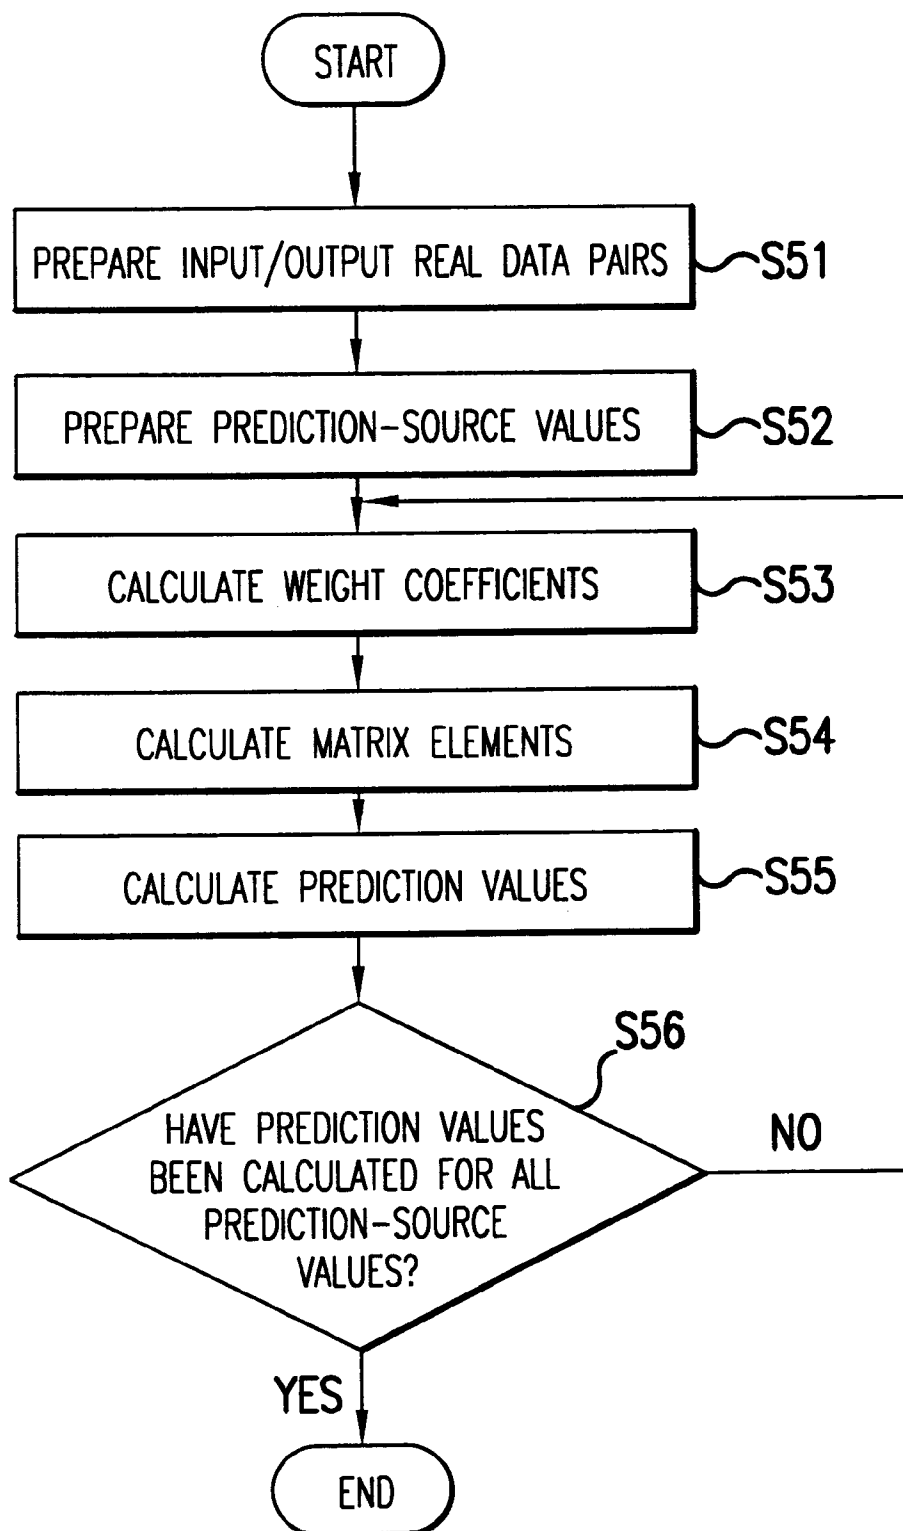 START
PREPARE INPUT/OUTPUT REAL DATA PAIRS
S51
PREPARE PREDICTION-SOURCE VALUES
S52
CALCULATE WEIGHT COEFFICIENTS
S53
CALCULATE MATRIX ELEMENTS
S54
CALCULATE PREDICTION VALUES
S55
S56
HAVE PREDICTION VALUES
BEEN CALCULATED FOR ALL
PREDICTION-SOURCE
VALUES?
NO
YES
END